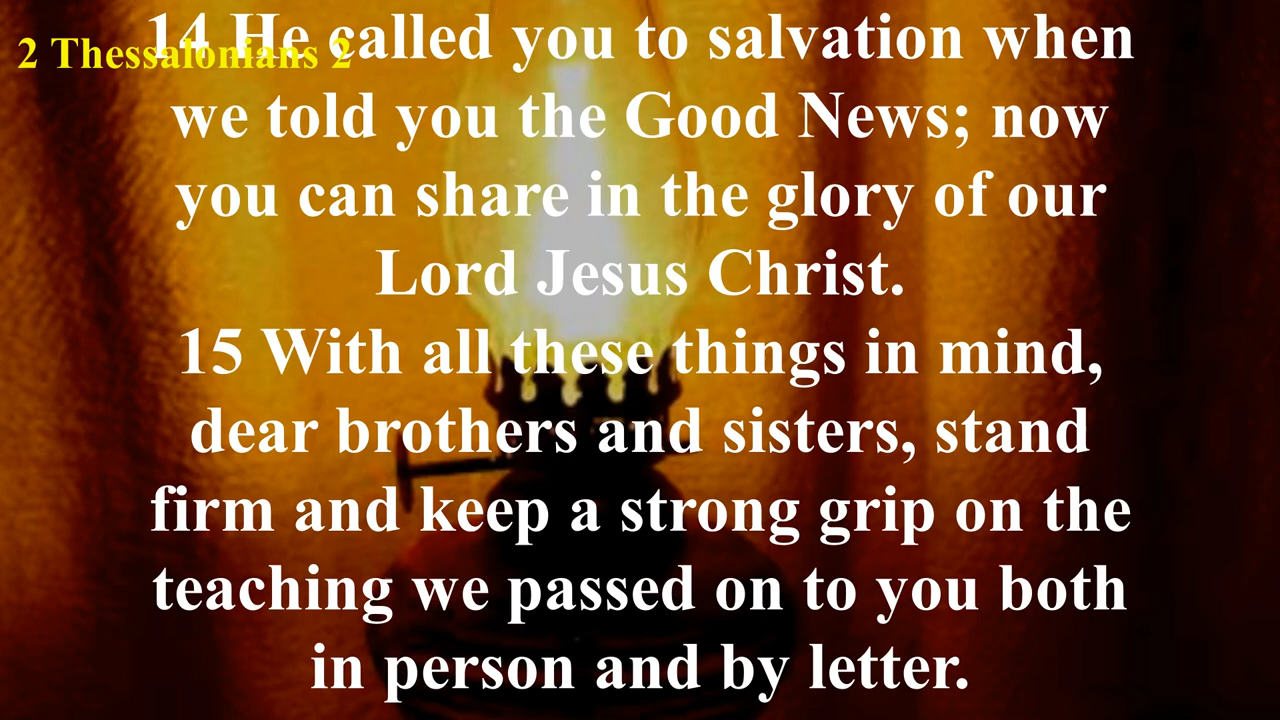 2 Thessalonians 2
14 He called you to salvation when
we told you the Good News; now
you can share in the glory of our
Lord Jesus Christ.
15 With all these things in mind,
dear brothers and sisters, stand
firm and keep a strong grip on the
teaching we passed on to you both
in person and by letter.